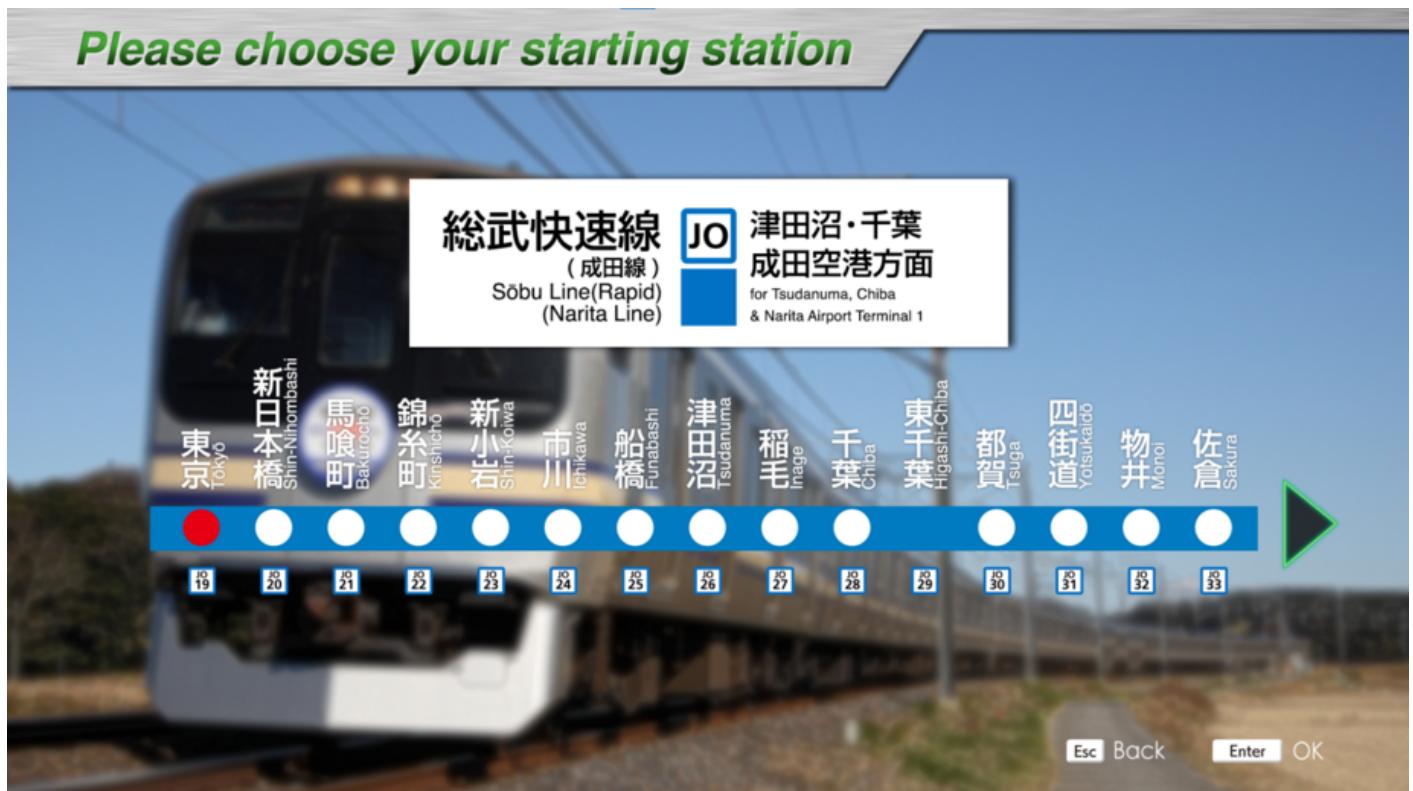 Please choose your starting station
総武快速線
(成田線)
Sōbu Line(Rapid)
(Narita Line)
JO
津田沼・千葉
成田空港方面
for Tsudanuma, Chiba
& Narita Airport Terminal 1
東京
Tōkyō
新日本橋
Shin-Nihombashi
馬喰町
Bakurochō
錦糸町
Kinshichō
新小岩
Shin-Koiwa
市川
Ichikawa
船橋
Funabashi
津田沼
Tsudanuma
稲毛
Inage
千葉
Chiba
東千葉
Higashi-Chiba
都賀
Tsuga
四街道
Yotsukaidō
物井
Monoi
佐倉
Sakura
JO
19
JO
20
JO
21
JO
22
JO
23
JO
24
JO
25
JO
26
JO
27
JO
28
JO
29
JO
30
JO
31
JO
32
JO
33
Esc Back Enter OK